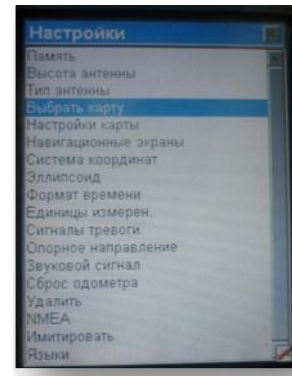 Настройки
Память
Высота антенны
Тип антенны
Выбрать карту
Настройки карты
Навигационные экраны
Система координат
Эллипсоид
Формат времени
Единицы измерен.
Сигналы тревоги
Опорное направление
Звуковой сигнал
Сброс одометра
Удалить
NMEA
Имитировать
Языки